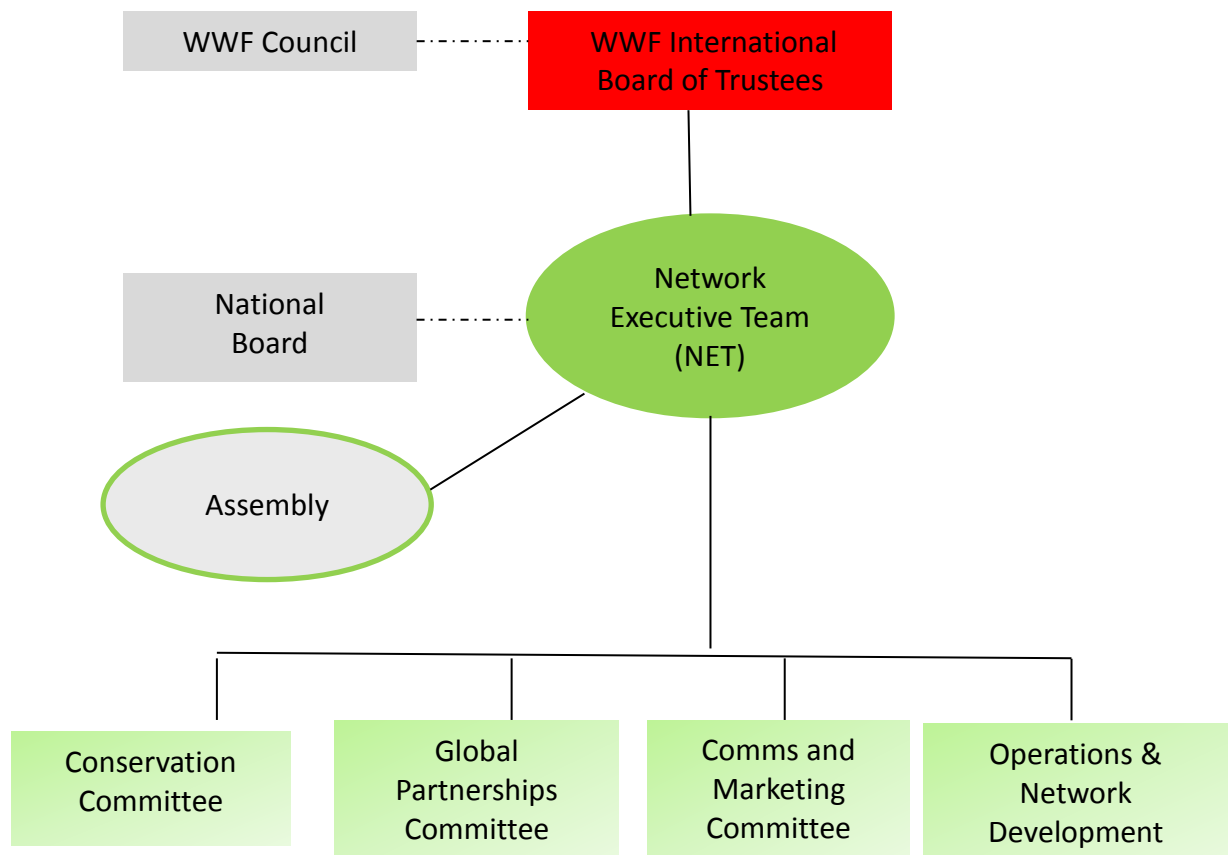 WWF Council
WWF International
Board of Trustees
Network
Executive Team
(NET)
National
Board
Assembly
Conservation
Committee
Global
Partnerships
Committee
Comms and
Marketing
Committee
Operations &
Network
Development